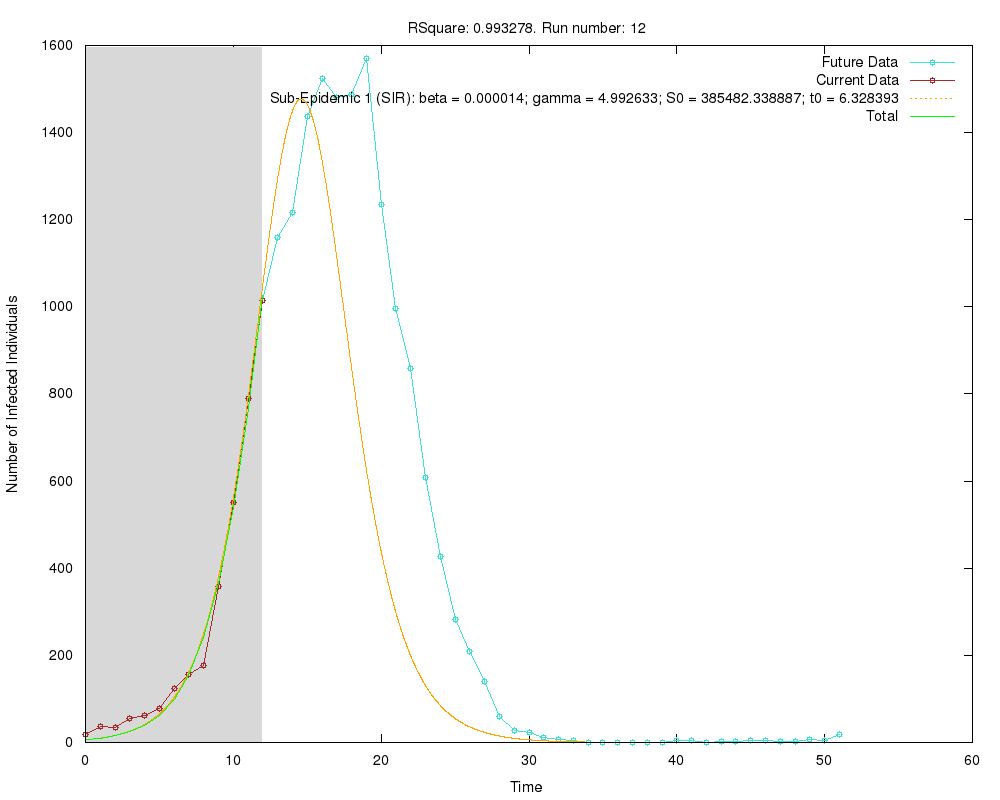 RSquare: 0.993278. Run number: 12
Future Data
Current Data
Sub-Epidemic 1 (SIR): beta = 0.000014; gamma = 4.992633; S0 = 385482.338887; t0 = 6.328393
Total
1600
1400
1200
1000
800
600
400
200
0
Number of Infected Individuals
0 10 20 30 40 50 60
Time